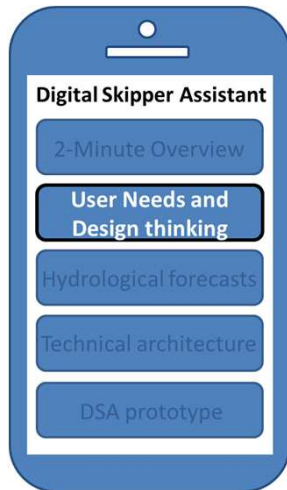 Digital Skipper Assistant
2-Minute Overview
User Needs and
Design thinking
Hydrological forecasts
Technical architecture
DSA prototype